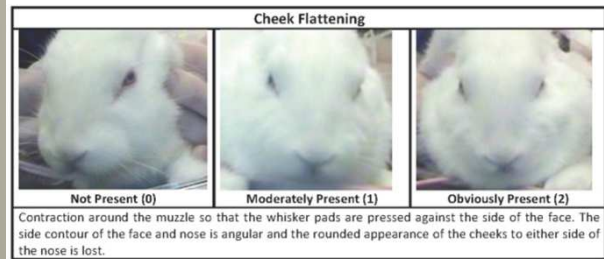 Cheek Flattening
Not Present (0) Moderately Present (1) Obviously Present (2)
Contraction around the muzzle so that the whisker pads are pressed against the side of the face. The
side contour of the face and nose is angular and the rounded appearance of the cheeks to either side of
the nose is lost.